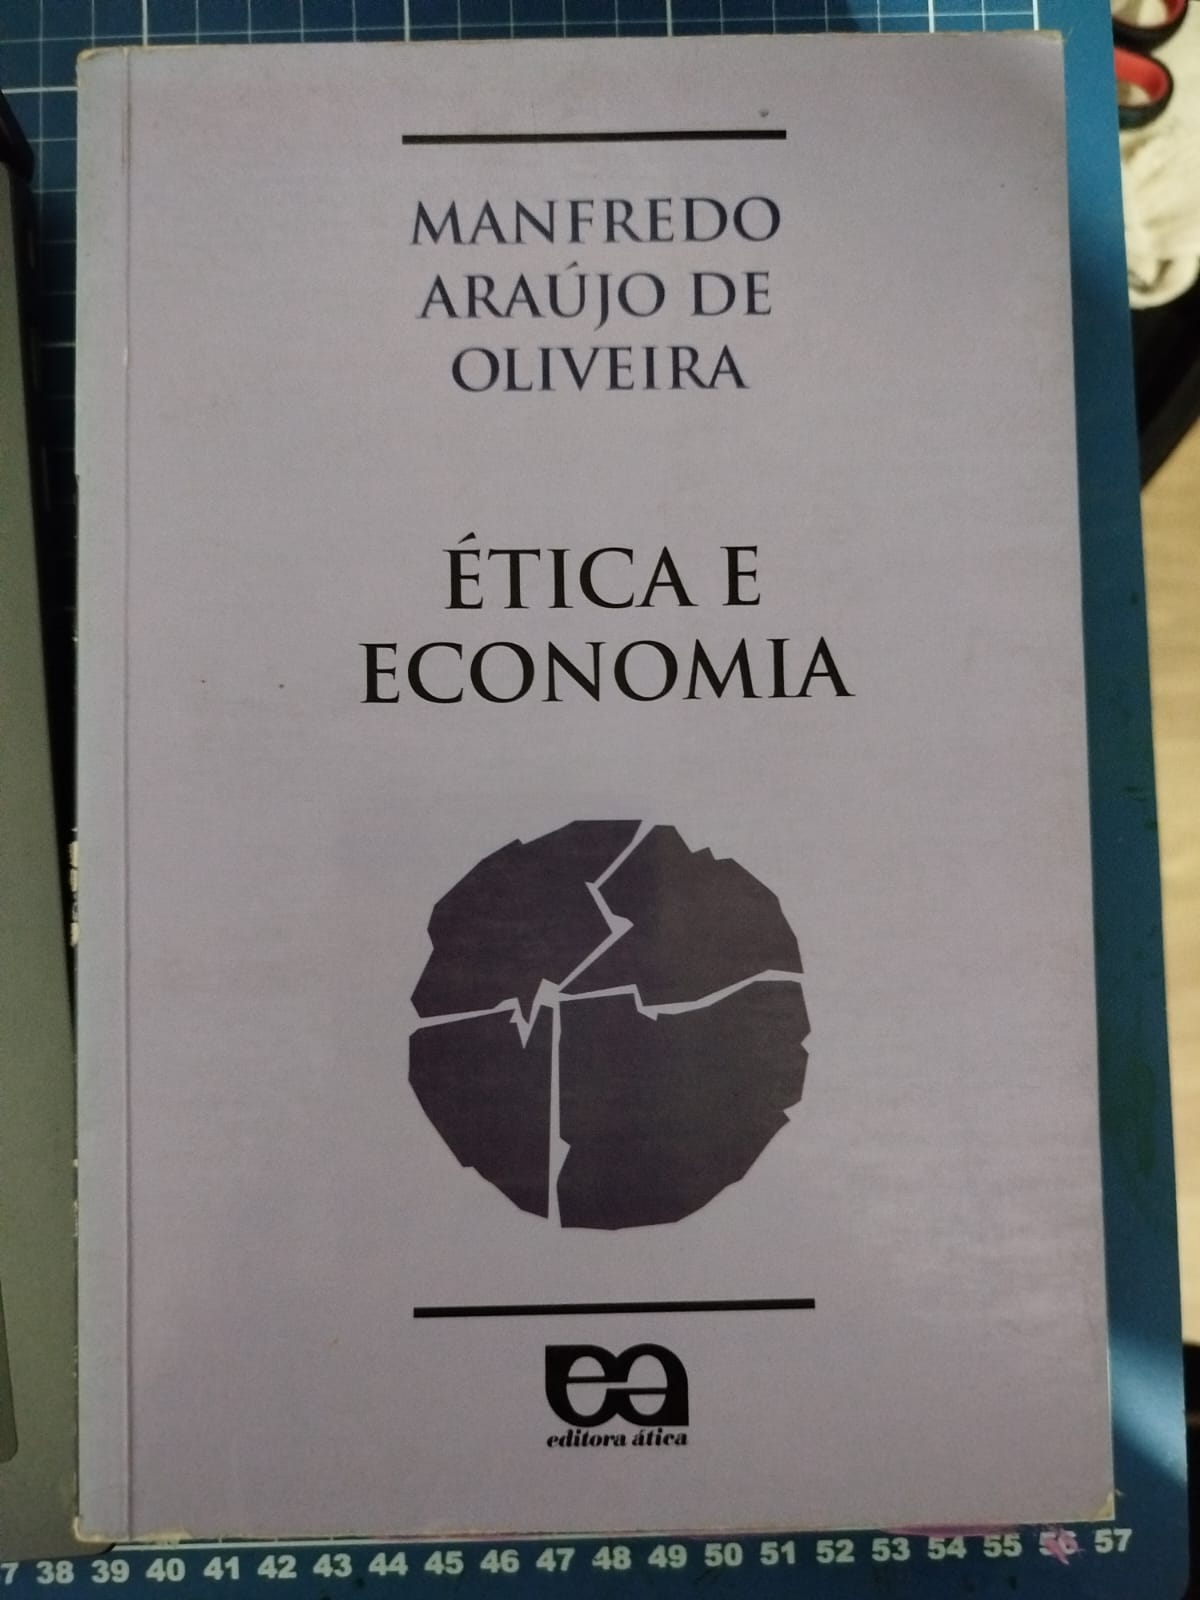 MANFREDO
ARAÚJO DE
OLIVEIRA
ÉTICA E
ECONOMIA
ea
editora ática
38 39 40 41 42 43 44 45 46 47 48 49 50 51 52 53 54 55 56 57